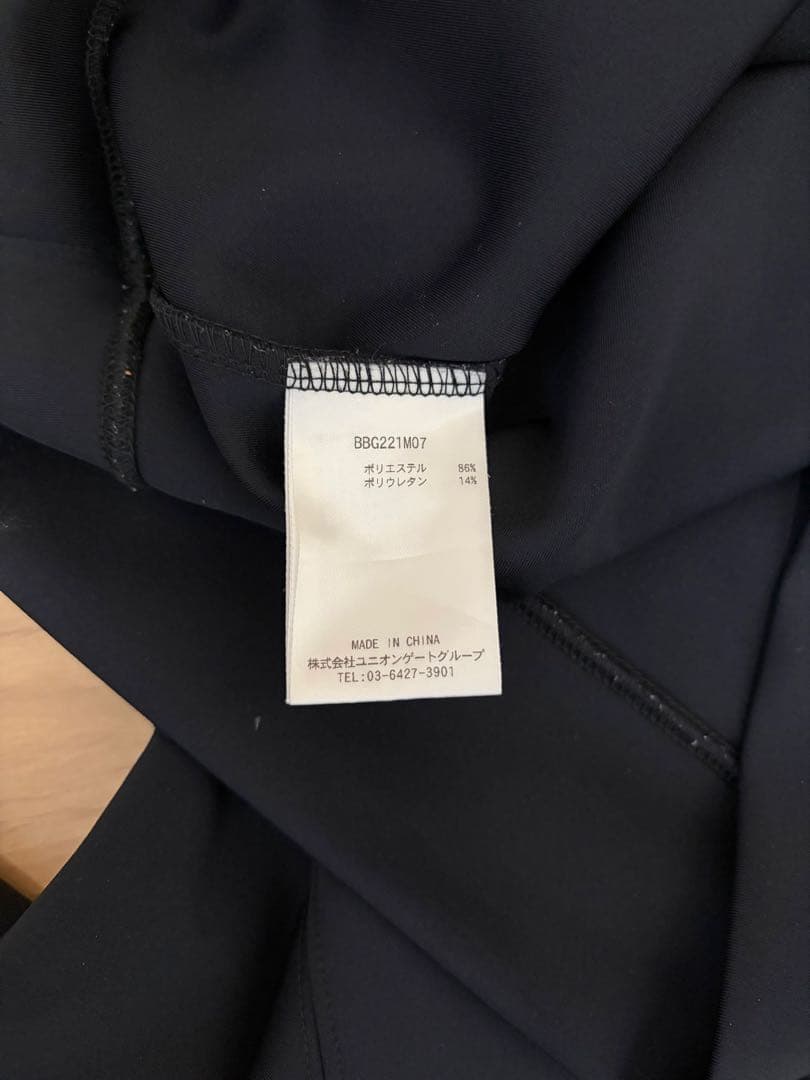 BBG221M07
ポリエステル 86%
ポリウレタン 14%
MADE IN CHINA
株式会社ユニオンゲートグループ
TEL:03-6427-3901